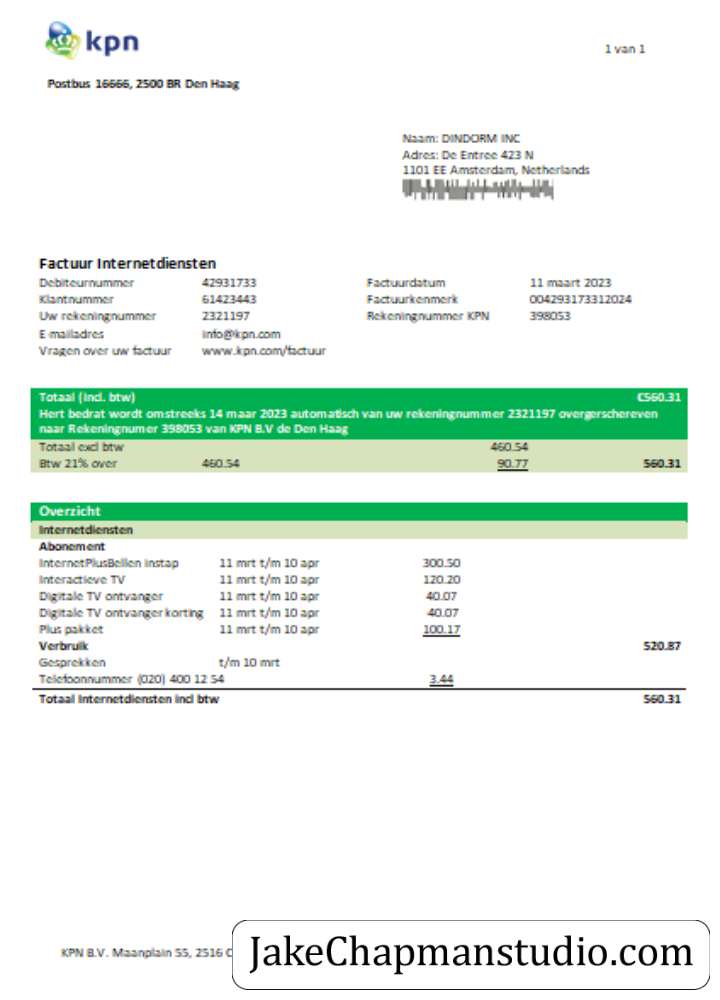 kpn
1 van 1
Postbus 16666, 2500 BR Den Haag
Naam: DINDORM INC
Adres: De Entree 423 N
1101 EE Amsterdam, Netherlands
Factuur Internetdiensten
Debiteurnummer 42931733 Factuurdatum 11 maart 2023
Klantnummer 61423443 Factuurkenmerk 004293173312024
Uw rekeningnummer 2321197 Rekeningnummer KPN 398053
E-mailadres info@kpn.com
Vragen over uw factuur www.kpn.com/factuur
Totaal (Incl. btw) €560.31
Hert bedrat wordt omstreeks 14 maar 2023 automatisch van uw rekeningnummer 2321197 overgerschereven
naar Rekeningnumer 398053 van KPN B.V de Den Haag
Totaal excl btw 460.54
Btw 21% over 460.54 90.77 560.31
Overzicht
Internetdiensten
Abonement
InternetPlusBellen instap 11 mrt t/m 10 apr 300.50
Interactieve TV 11 mrt t/m 10 apr 120.20
Digitale TV ontvanger 11 mrt t/m 10 apr 40.07
Digitale TV ontvanger korting 11 mrt t/m 10 apr 40.07
Plus pakket 11 mrt t/m 10 apr 100.17
Verbruik 520.87
Gesprekken t/m 10 mrt
Telefoonnummer (020) 400 12 54 3.44
Totaal Internetdiensten incl btw 560.31
KPN B.V. Maanplain 55, 2516 C
JakeChapmanstudio.com